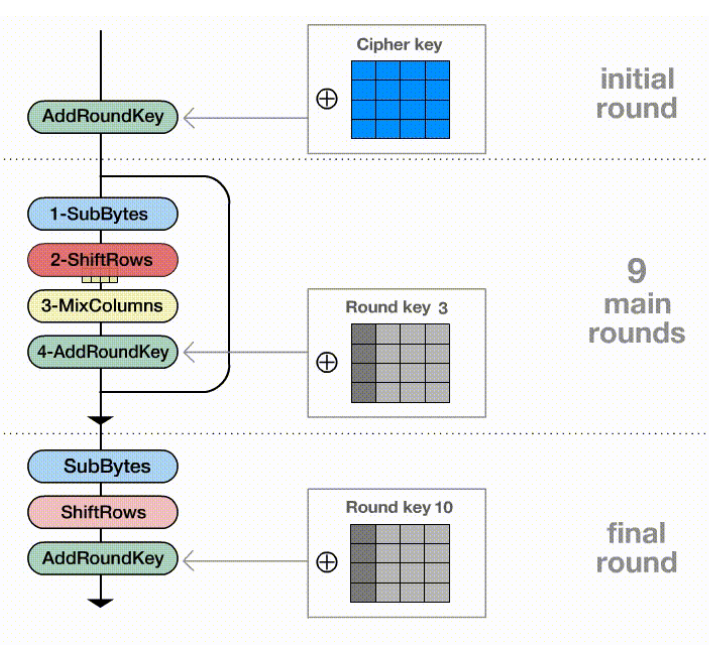 Cipher key
initial
round
AddRoundKey
1-SubBytes
2-ShiftRows
3-MixColumns
4-AddRoundKey
Round key 3
9
main
rounds
SubBytes
ShiftRows
AddRoundKey
Round key 10
final
round